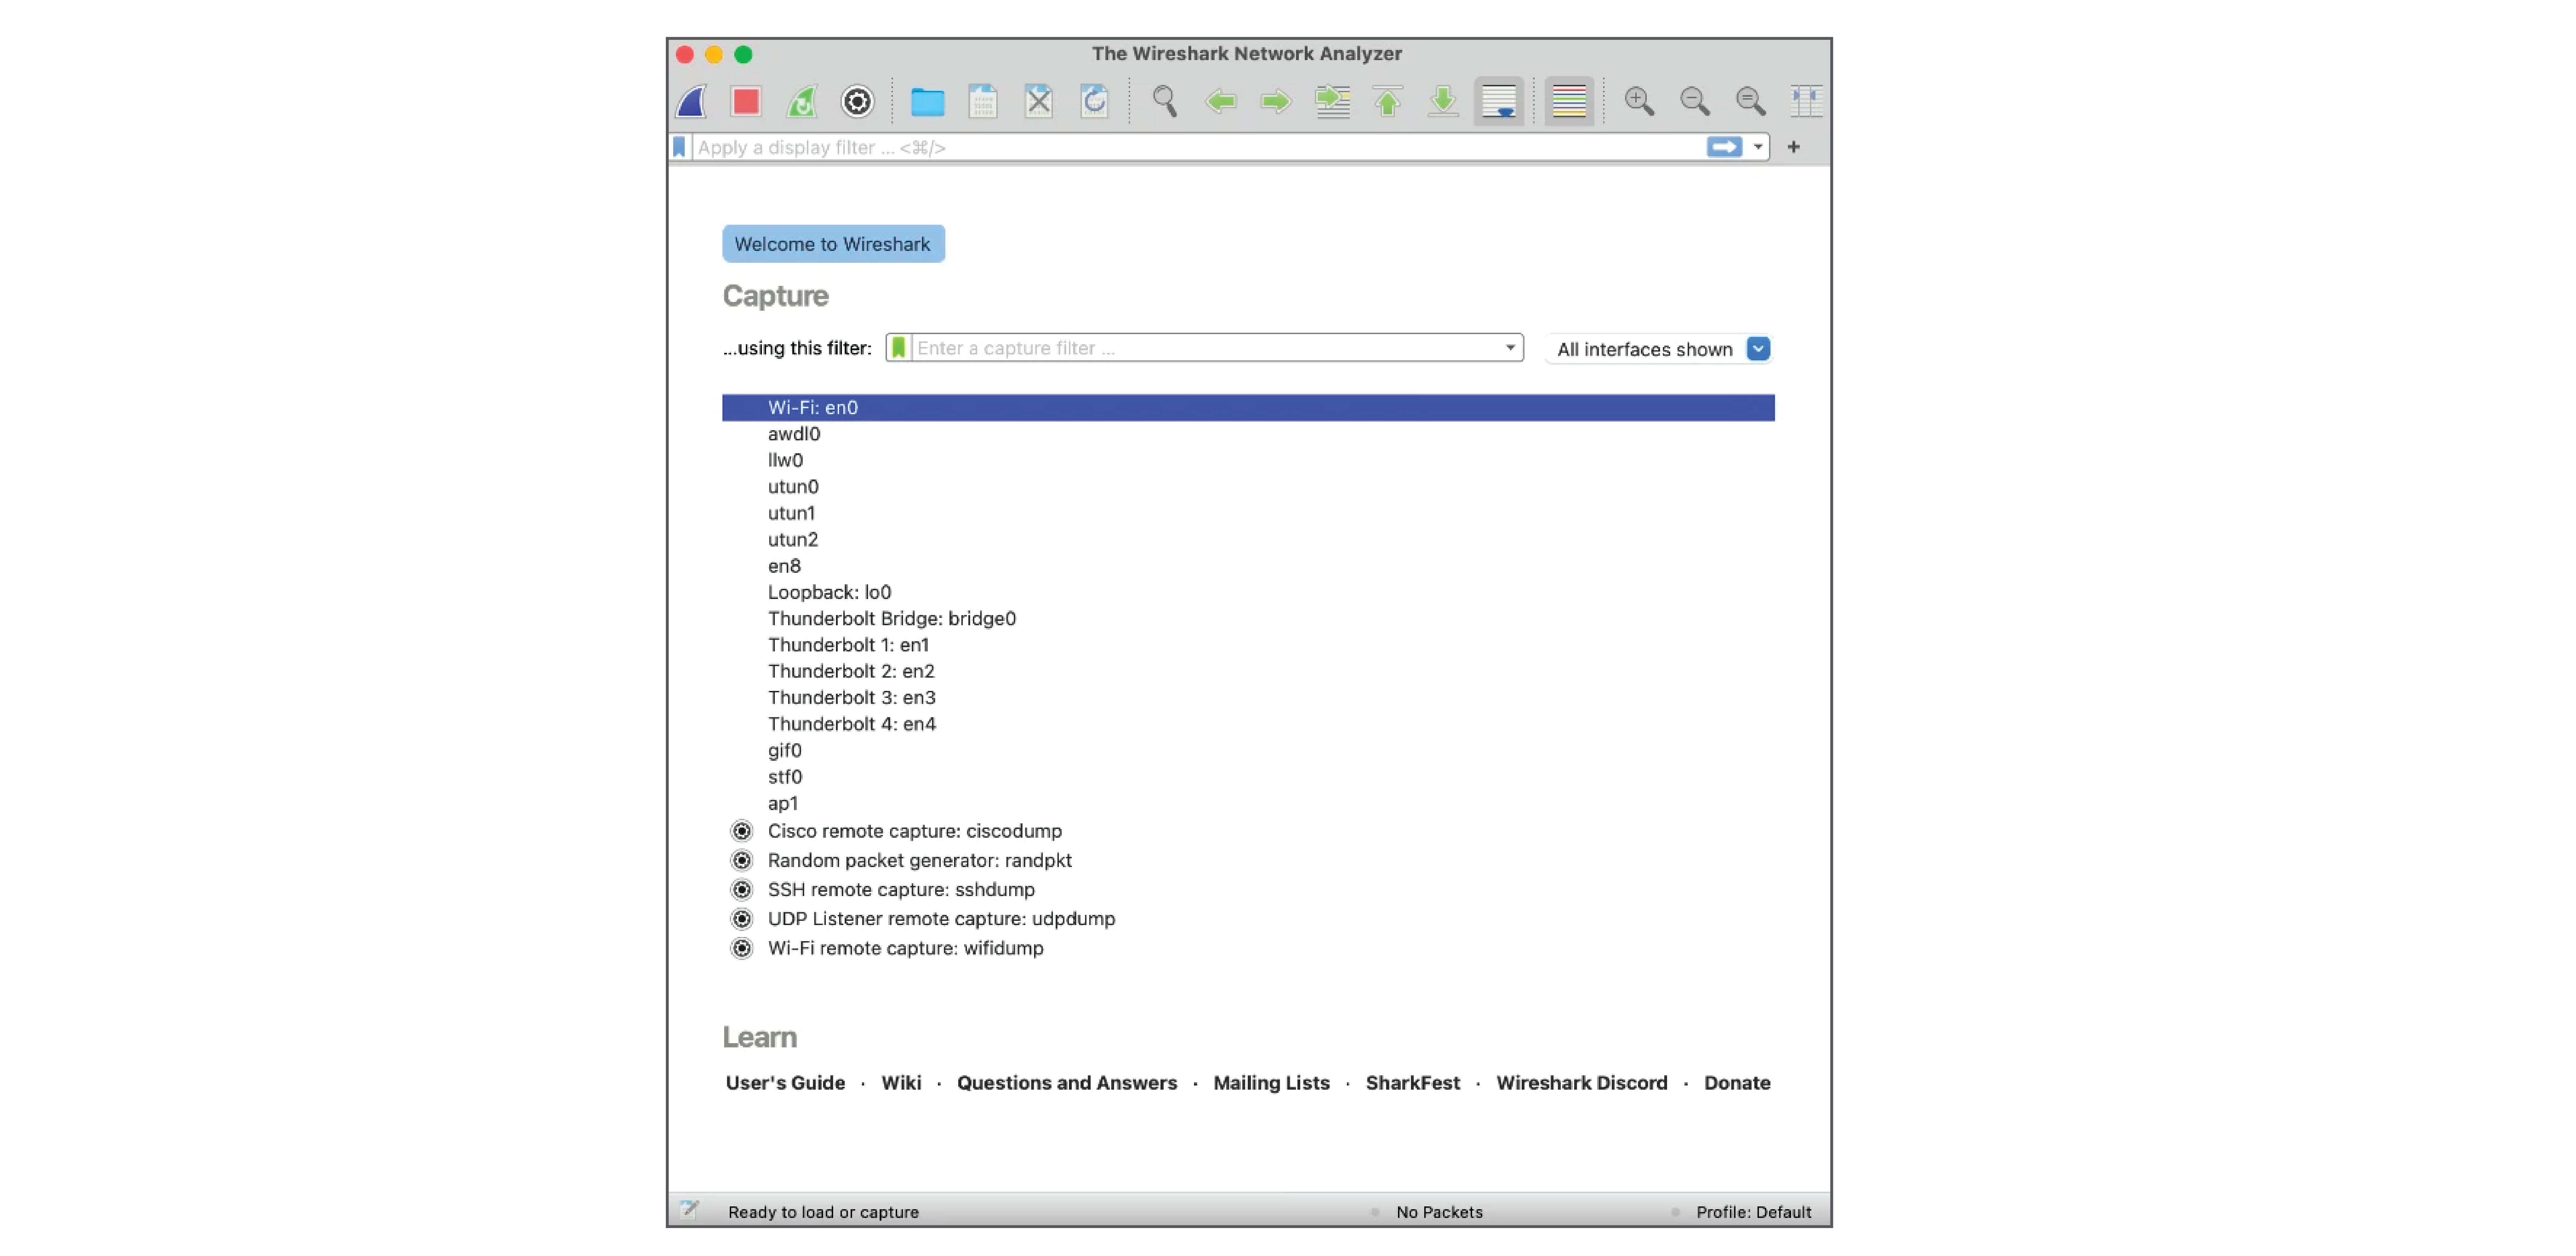 The Wireshark Network Analyzer
Apply a display filter ... <⌘/>
+
Welcome to Wireshark
Capture
...using this filter: Enter a capture filter ... All interfaces shown
Wi-Fi: en0
awdl0
llw0
utun0
utun1
utun2
en8
Loopback: lo0
Thunderbolt Bridge: bridge0
Thunderbolt 1: en1
Thunderbolt 2: en2
Thunderbolt 3: en3
Thunderbolt 4: en4
gif0
stf0
ap1
Cisco remote capture: ciscodump
Random packet generator: randpkt
SSH remote capture: sshdump
UDP Listener remote capture: udpdump
Wi-Fi remote capture: wifidump
Learn
User's Guide · Wiki · Questions and Answers · Mailing Lists · SharkFest · Wireshark Discord · Donate
Ready to load or capture No Packets Profile: Default